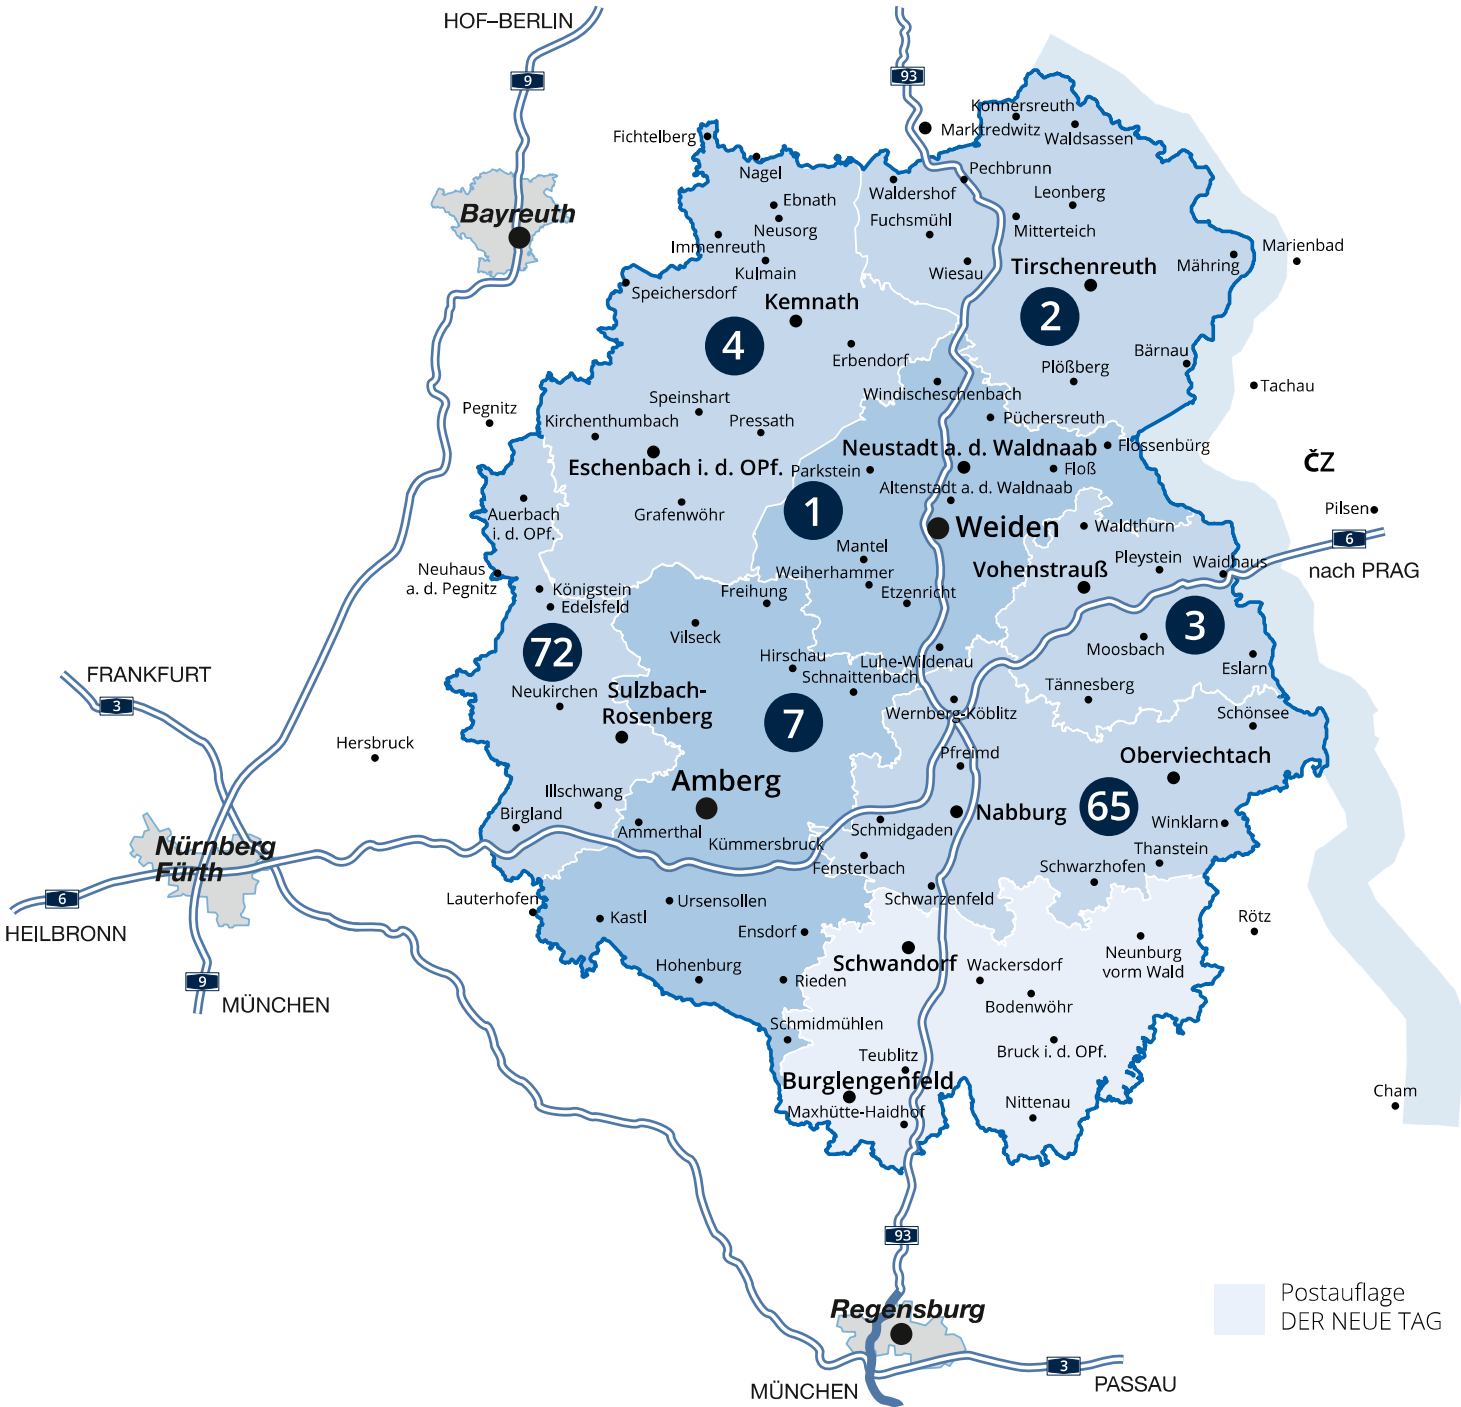 HOF–BERLIN
9
93
Konnersreuth
Marktredwitz
Waldsassen
Fichtelberg
Nagel
Pechbrunn
Waldershof
Leonberg
Ebnath
Bayreuth
Fuchsmühl
Neusorg
Mitterteich
Immenreuth
Marienbad
Kulmain
Wiesau
Tirschenreuth
Mähring
Speichersdorf
Kemnath
2
4
Erbendorf
Bärnau
Plößberg
Tachau
Windischeschenbach
Speinshart
Pegnitz
Kirchenthumbach
Pressath
Püchersreuth
Neustadt a. d. Waldnaab
Flossenbürg
Eschenbach i. d. OPf.
Parkstein
Floß
ČZ
Altenstadt a. d. Waldnaab
Auerbach
i. d. OPf.
Grafenwöhr
1
Pilsen
Weiden
Waldthurn
6
Mantel
Pleystein
Waidhaus
Neuhaus
a. d. Pegnitz
Weiherhammer
Vohenstrauß
nach PRAG
Königstein
Freihung
Etzenricht
Edelsfeld
3
Vilseck
72
Moosbach
Hirschau
Luhe-Wildenau
Eslarn
FRANKFURT
Schnaittenbach
Neukirchen
Sulzbach-
Rosenberg
Tännesberg
3
Wernberg-Köblitz
Schönsee
7
Hersbruck
Pfreimd
Oberviechtach
Amberg
Illschwang
65
Birgland
Nabburg
Ammerthal
Schmidgaden
Winklarn
Nürnberg
Fürth
Kümmersbruck
Thanstein
Fensterbach
Schwarzhofen
6
Lauterhofen
Ursensollen
Schwarzenfeld
Kastl
Rötz
HEILBRONN
Ensdorf
Neunburg
vorm Wald
Schwandorf
Wackersdorf
Hohenburg
Rieden
9
MÜNCHEN
Bodenwöhr
Schmidmühlen
Teublitz
Bruck i. d. OPf.
Burglengenfeld
Cham
Maxhütte-Haidhof
Nittenau
93
Postauflage
DER NEUE TAG
Regensburg
3
MÜNCHEN
PASSAU